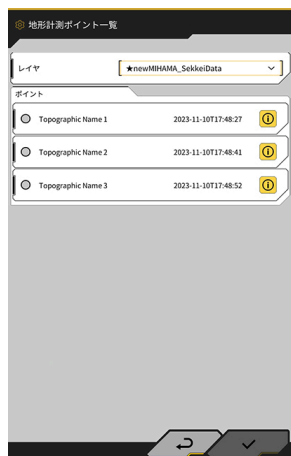 地形計測ポイント一覧
レイヤ ★newMIHAMA_SekkeiData
ポイント
Topographic Name 1 2023-11-10T17:48:27
Topographic Name 2 2023-11-10T17:48:41
Topographic Name 3 2023-11-10T17:48:52